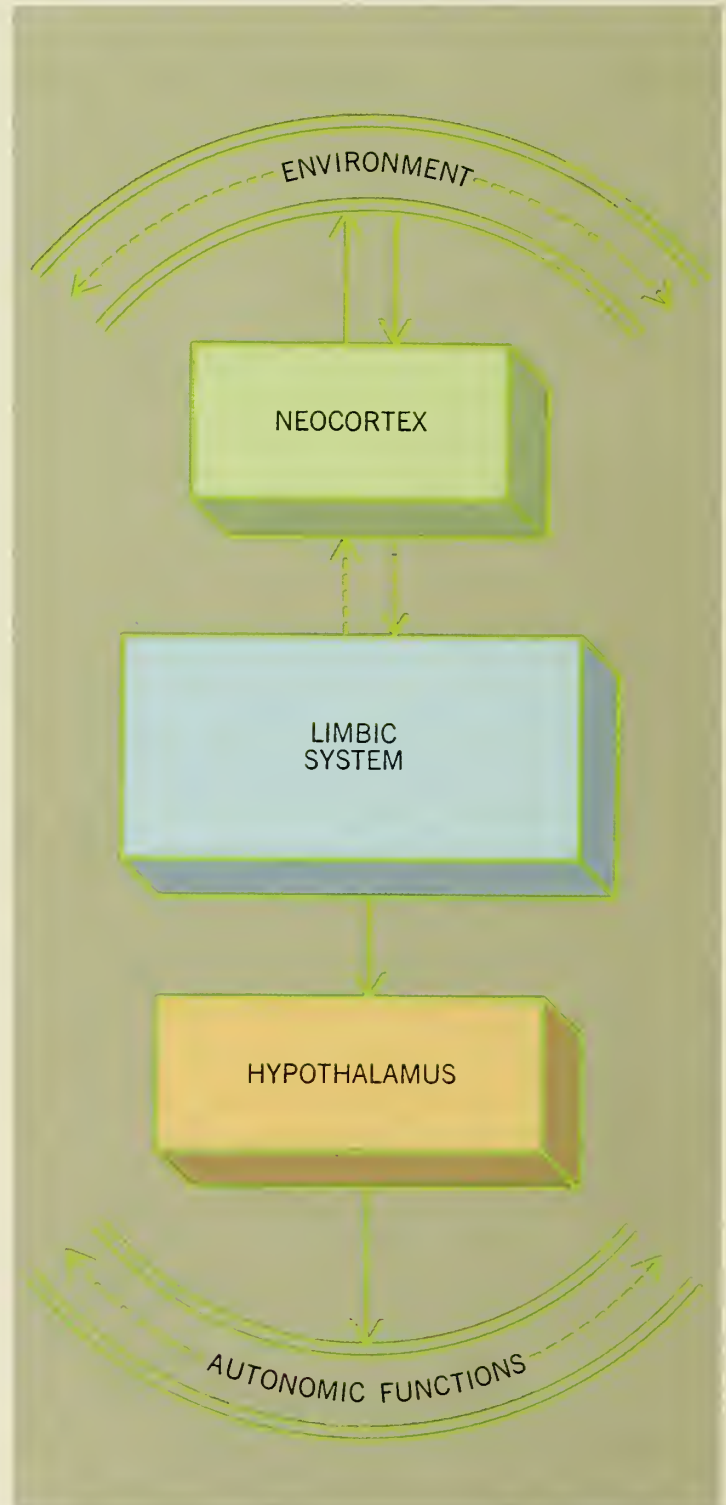 ENVIRONMENT
NEOCORTEX
LIMBIC
SYSTEM
HYPOTHALAMUS
AUTONOMIC FUNCTIONS